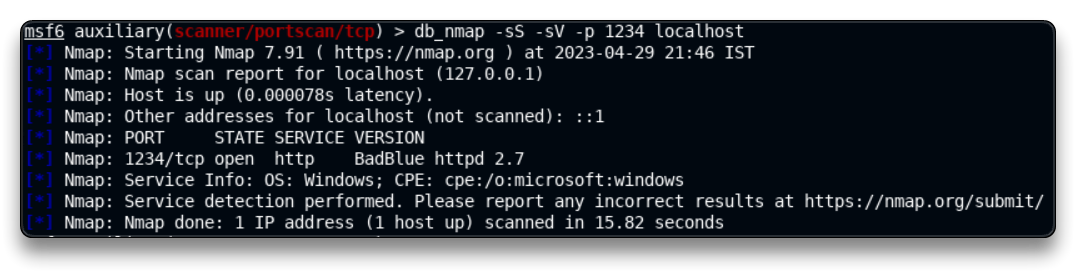 msf6 auxiliary(scanner/portscan/tcp) > db_nmap -sS -sV -p 1234 localhost
[*] Nmap: Starting Nmap 7.91 ( https://nmap.org ) at 2023-04-29 21:46 IST
[*] Nmap: Nmap scan report for localhost (127.0.0.1)
[*] Nmap: Host is up (0.000078s latency).
[*] Nmap: Other addresses for localhost (not scanned): ::1
[*] Nmap: PORT     STATE SERVICE VERSION
[*] Nmap: 1234/tcp open  http    BadBlue httpd 2.7
[*] Nmap: Service Info: OS: Windows; CPE: cpe:/o:microsoft:windows
[*] Nmap: Service detection performed. Please report any incorrect results at https://nmap.org/submit/
[*] Nmap: Nmap done: 1 IP address (1 host up) scanned in 15.82 seconds